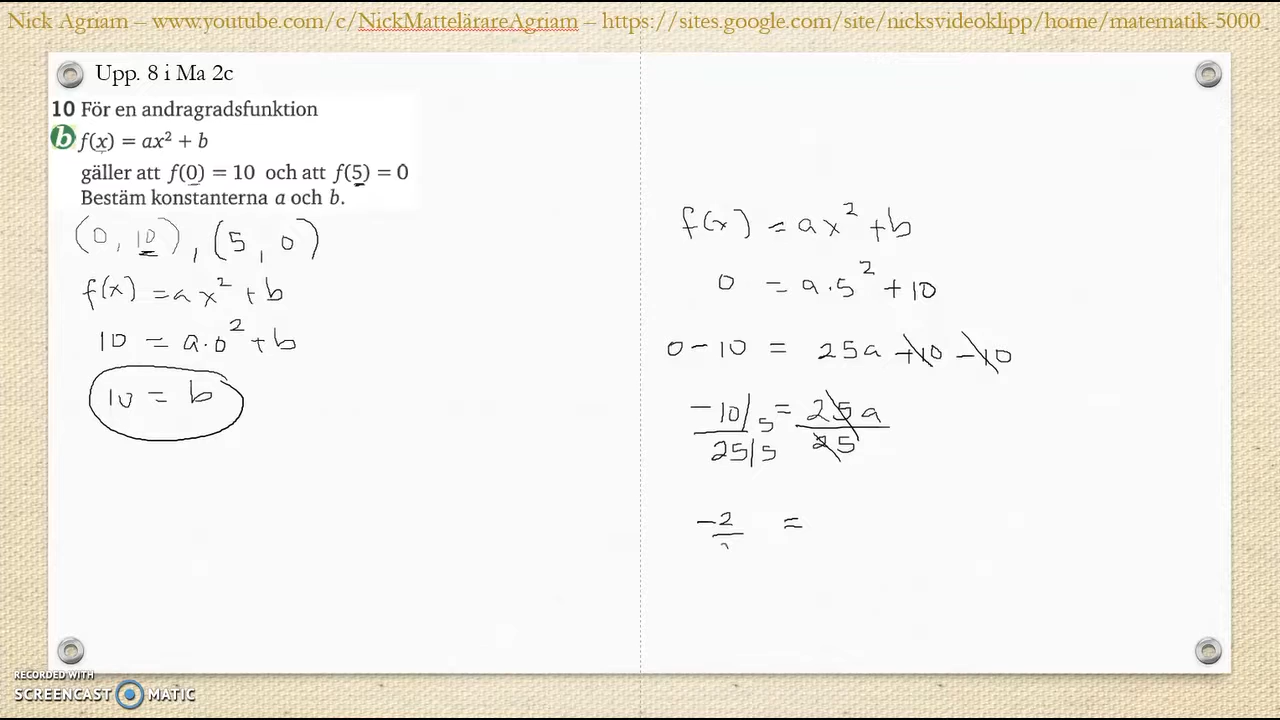 Nick Agriam – www.youtube.com/c/NickMattelärareAgriam – https://sites.google.com/site/nicksvideoklipp/home/matematik-5000
Upp. 8 i Ma 2c
10 För en andragradsfunktion
b f(x) = ax² + b
gäller att f(0) = 10 och att f(5) = 0
Bestäm konstanterna a och b.
(0, 10), (5, 0)
f(x) = ax² + b
10 = a·0² + b
10 = b
f(x) = ax² + b
0 = a·5² + 10
0 - 10 = 25a + 10 - 10
-10/5 = 25a
25/5 25
-2 =
RECORDED WITH
SCREENCAST MATIC